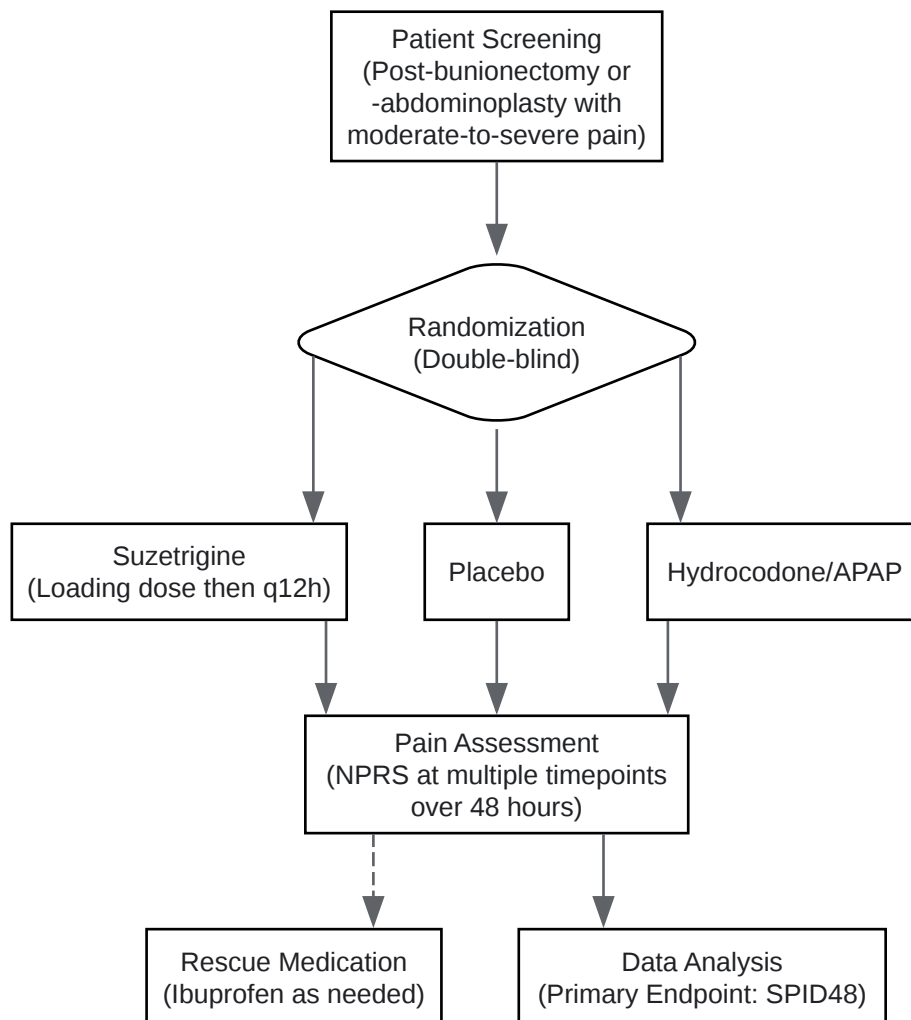 Patient Screening
(Post-bunionectomy or
-abdominoplasty with
moderate-to-severe pain)
Randomization
(Double-blind)
Suzetrigine
(Loading dose then q12h)
Placebo
Hydrocodone/APAP
Pain Assessment
(NPRS at multiple timepoints
over 48 hours)
Rescue Medication
(Ibuprofen as needed)
Data Analysis
(Primary Endpoint: SPID48)